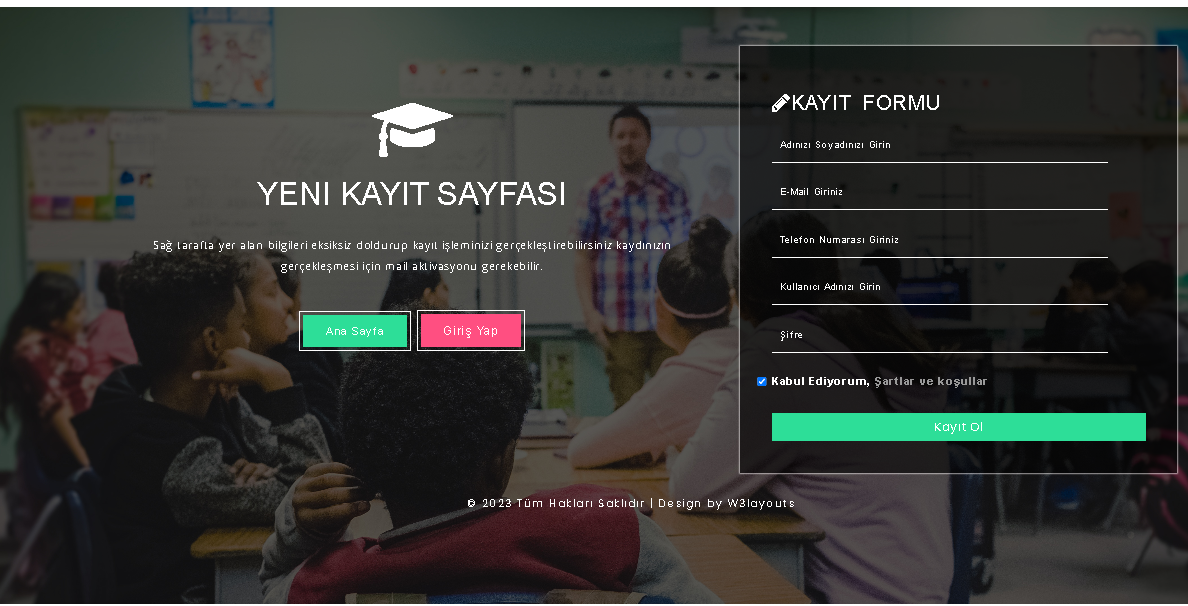 YENI KAYIT SAYFASI
Sağ tarafta yer alan bilgileri eksiksiz doldurup kayıt işleminizi gerçekleştirebilirsiniz kaydınızın
gerçekleşmesi için mail aktivasyonu gerekebilir.
Ana Sayfa
Giriş Yap
KAYIT FORMU
Adınızı Soyadınızı Girin
E-Mail Giriniz
Telefon Numarası Giriniz
Kullanıcı Adınızı Girin
Şifre
Kabul Ediyorum, Şartlar ve koşullar
Kayıt Ol
© 2023 Tüm Hakları Saklıdır | Design by W3layouts